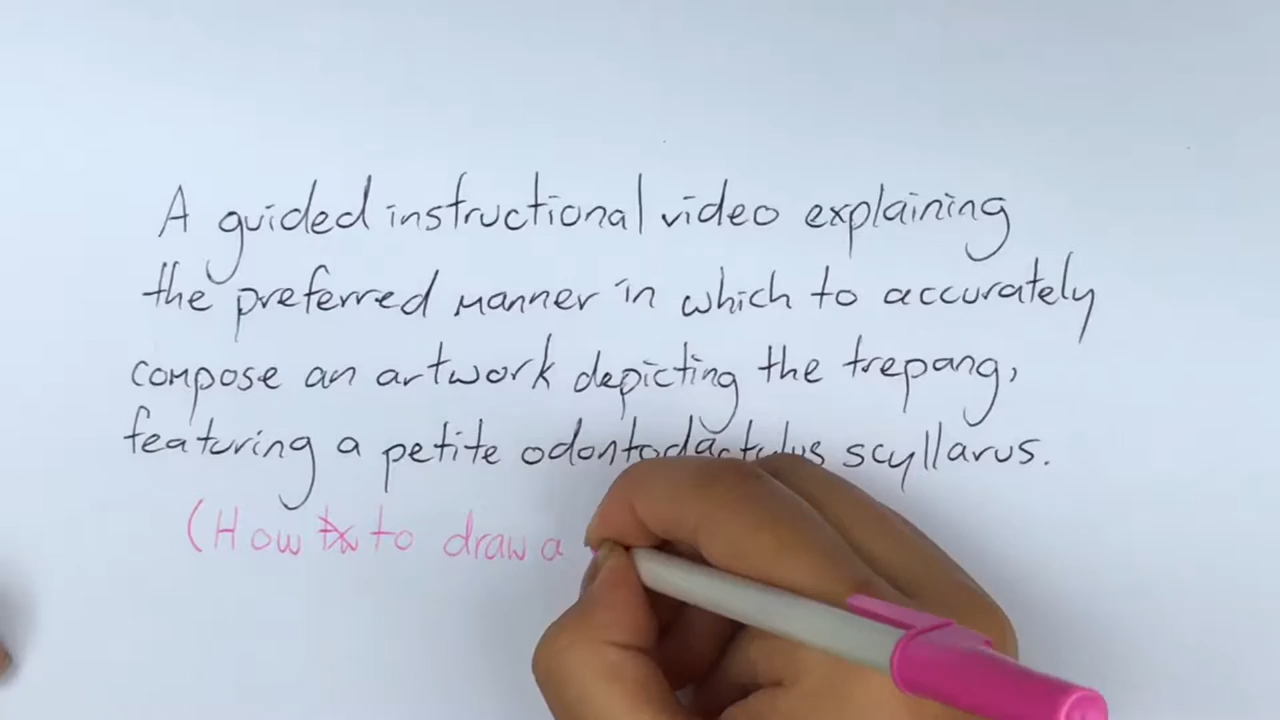 A guided instructional video explaining
the preferred manner in which to accurately
compose an artwork depicting the trepang,
featuring a petite odontodactulus scyllarus.
(How to draw a